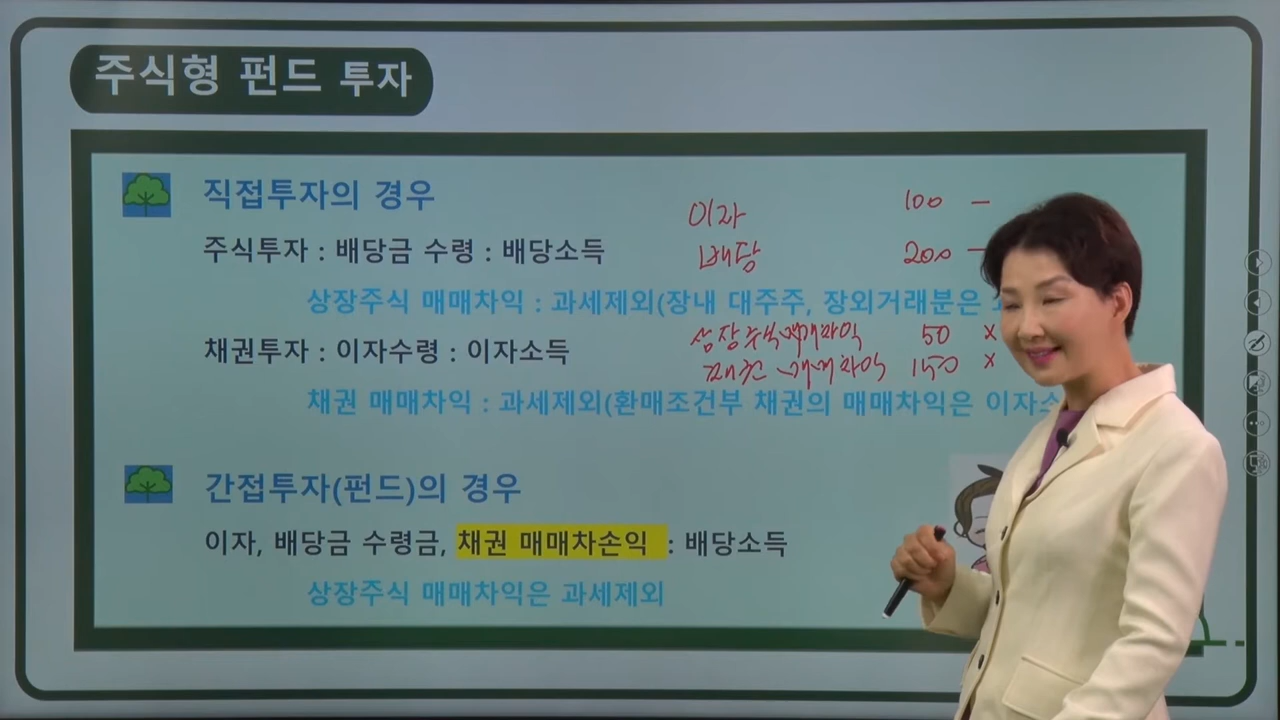 주식형 펀드 투자
직접투자의 경우
이자 100 —
주식투자 : 배당금 수령 : 배당소득
배당 200 —
상장주식 매매차익 : 과세제외(장내 대주주, 장외거래분은
상장주식매매차익 50 x
채권투자 : 이자수령 : 이자소득
채권 매매차익 150 x
채권 매매차익 : 과세제외(환매조건부 채권의 매매차익은 이자소
간접투자(펀드)의 경우
이자, 배당금 수령금, 채권 매매차손익 : 배당소득
상장주식 매매차익은 과세제외